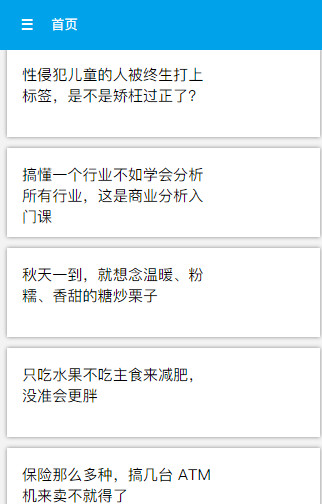 首页
性侵犯儿童的人被终生打上
标签，是不是矫枉过正了？
搞懂一个行业不如学会分析
所有行业，这是商业分析入
门课
秋天一到，就想念温暖、粉
糯、香甜的糖炒栗子
只吃水果不吃主食来减肥，
没准会更胖
保险那么多种，搞几台 ATM
机来卖不就得了